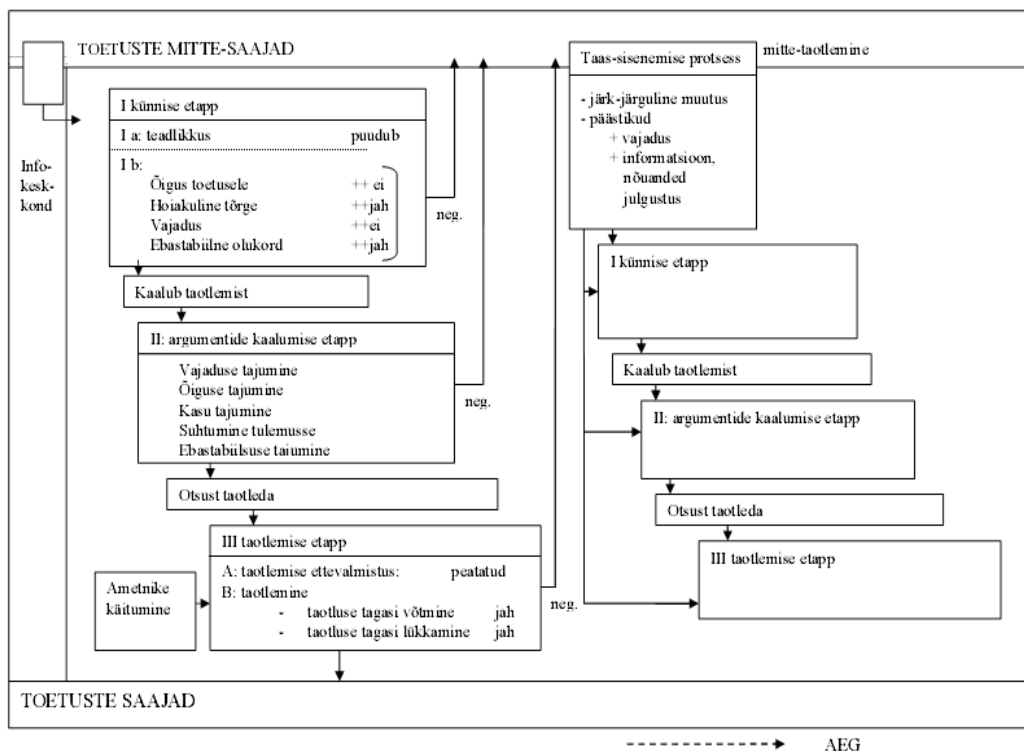 TOETUSTE MITTE-SAAJAD
Info-
kesk-
kond
I künnise etapp
I a: teadlikkus puudub
I b:
Õigus toetusele ++ ei
Hoiakuline tõrge ++jah
Vajadus ++ei
Ebastabiilne olukord ++jah
neg.
Kaalub taotlemist
II: argumentide kaalumise etapp
Vajaduse tajumine
Õiguse tajumine
Kasu tajumine
Suhtumine tulemusse
Ebastabiilsuse tajumine
neg.
Otsust taotleda
III taotlemise etapp
A: taotlemise ettevalmistus: peatatud
B: taotlemine
- taotluse tagasi võtmine jah
- taotluse tagasi lükkamine jah
neg.
Ametnike
käitumine
Taas-sisenemise protsess
mitte-taotlemine
- järk-järguline muutus
- päästikud
+ vajadus
+ informatsioon,
nõuanded
julgustus
I künnise etapp
Kaalub taotlemist
II: argumentide kaalumise etapp
Otsust taotleda
III taotlemise etapp
TOETUSTE SAAJAD
AEG